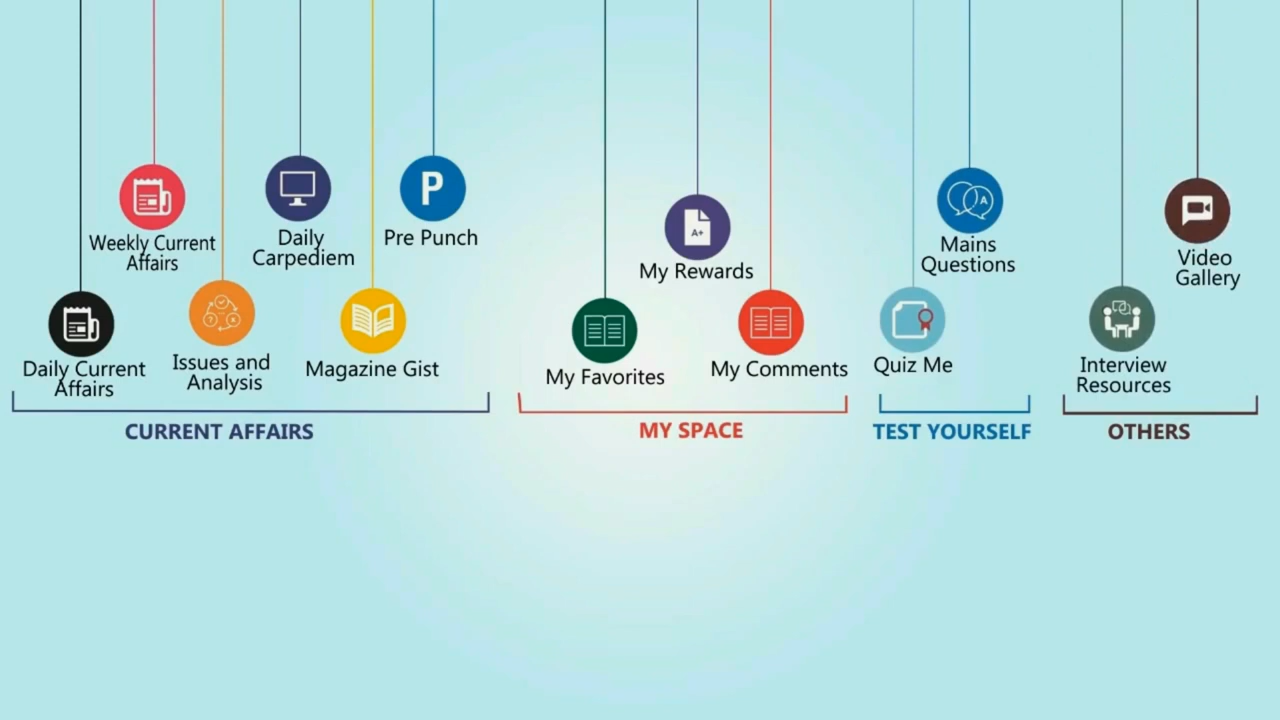 Daily Current
Affairs
Weekly Current
Affairs
Issues and
Analysis
Daily
Carpediem
Magazine Gist
P
Pre Punch
CURRENT AFFAIRS
My Favorites
A+
My Rewards
My Comments
MY SPACE
Quiz Me
A
Mains
Questions
TEST YOURSELF
Interview
Resources
Video
Gallery
OTHERS